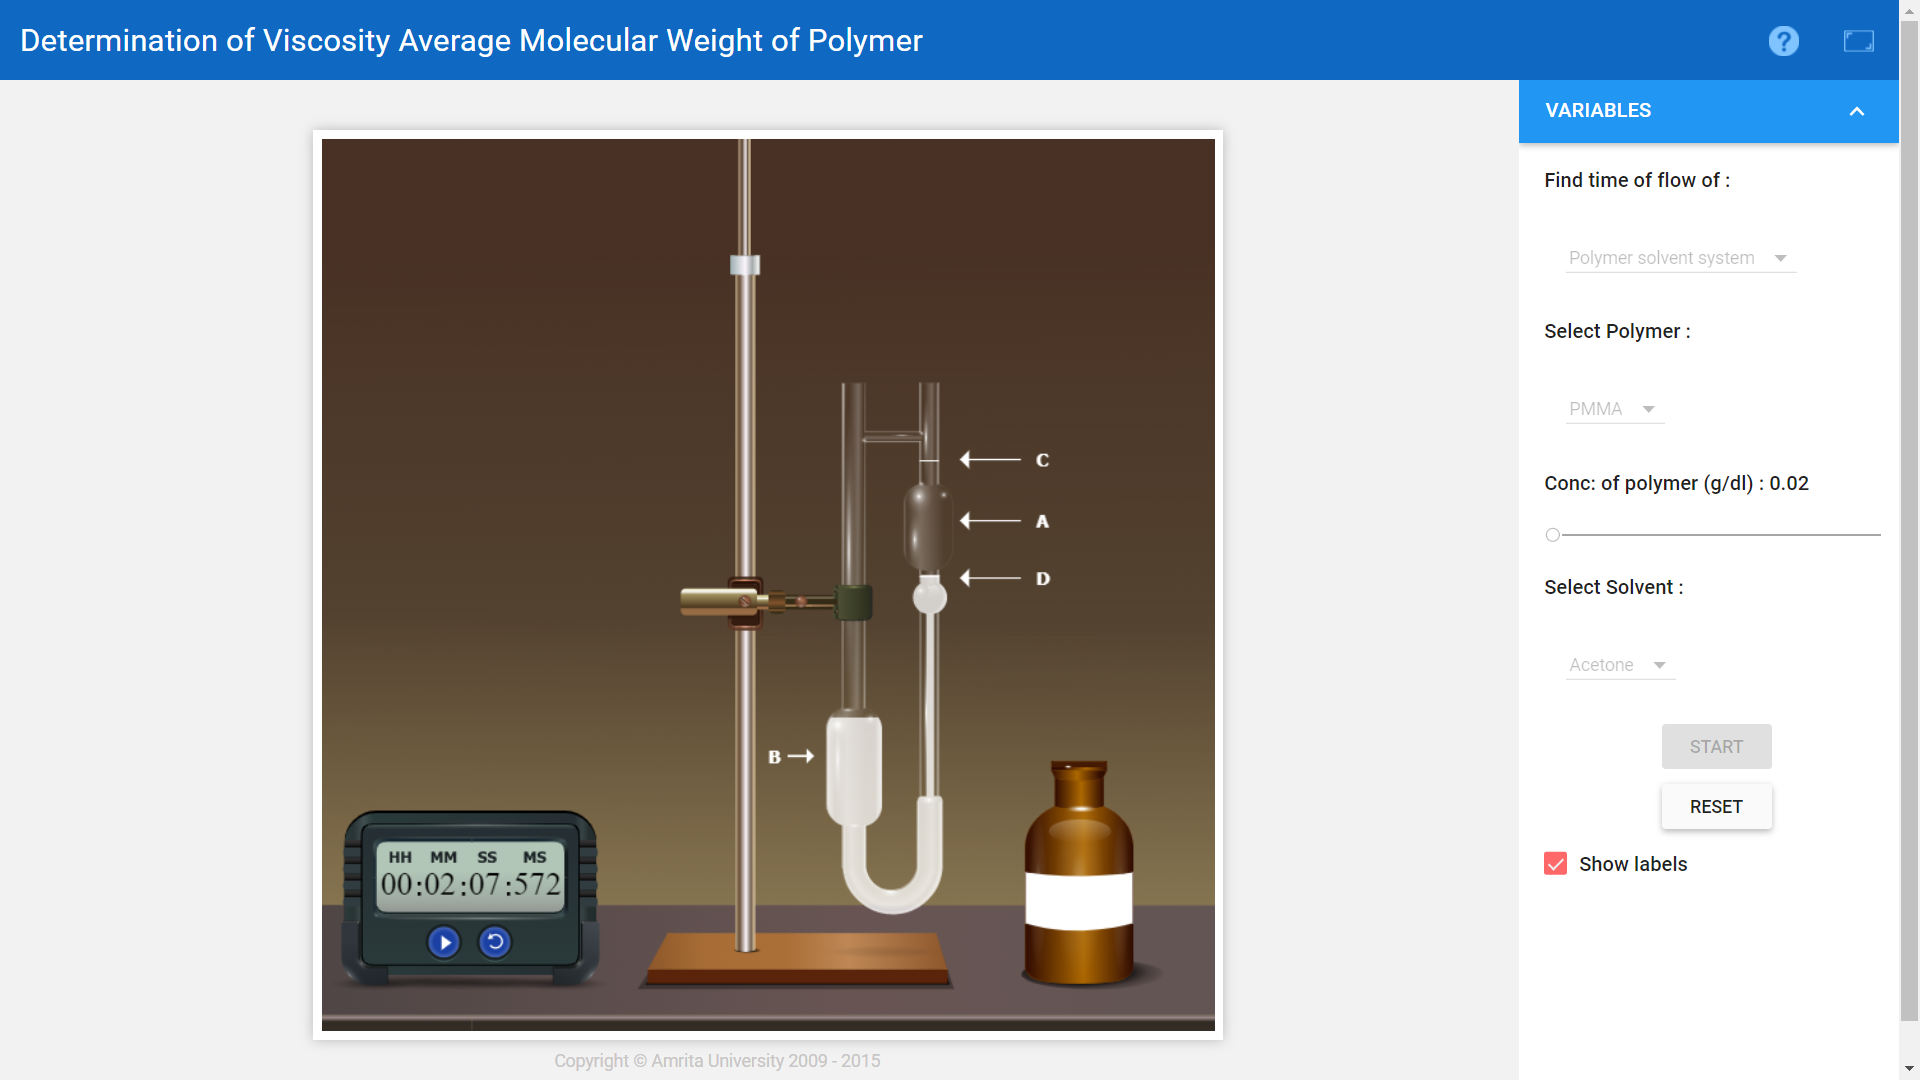 Determination of Viscosity Average Molecular Weight of Polymer
?
VARIABLES
Find time of flow of :
Polymer solvent system
Select Polymer :
PMMA
Conc: of polymer (g/dl) : 0.02
Select Solvent :
Acetone
START
RESET
Show labels
C
A
D
B
HH MM SS MS
00:02:07:572
Copyright © Amrita University 2009 - 2015